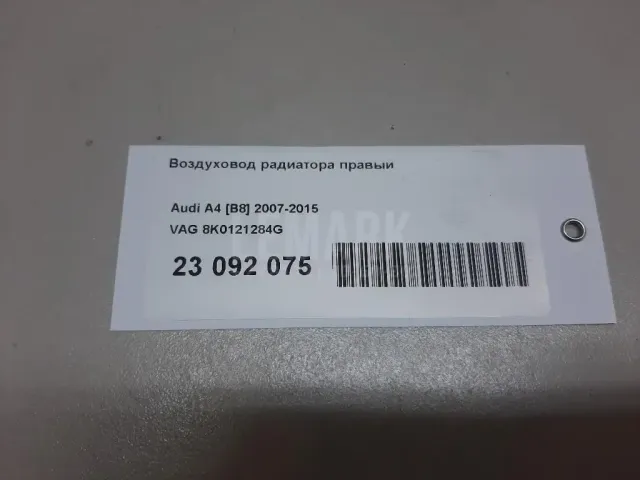 Воздуховод радиатора правый
Audi A4 [B8] 2007-2015
VAG 8K0121284G
23 092 075